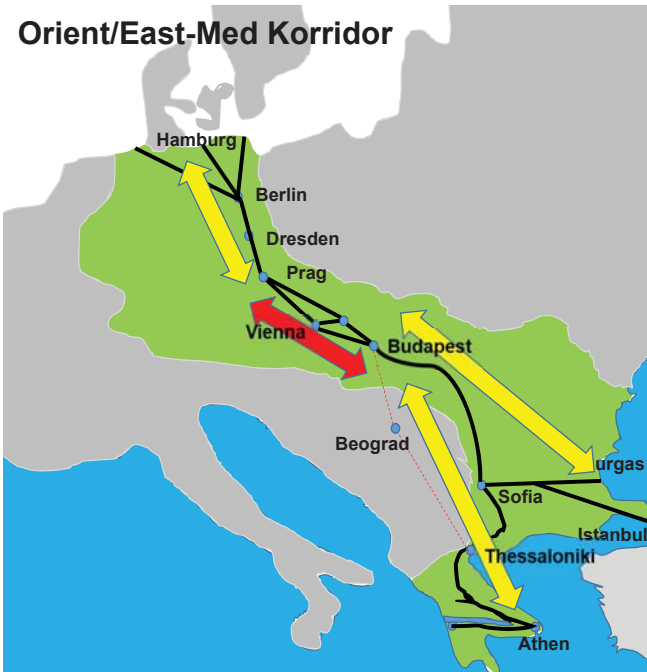 Orient/East-Med Korridor
Hamburg
Berlin
Dresden
Prag
Vienna
Budapest
Beograd
urgas
Sofia
Istanbul
Thessaloniki
Athen